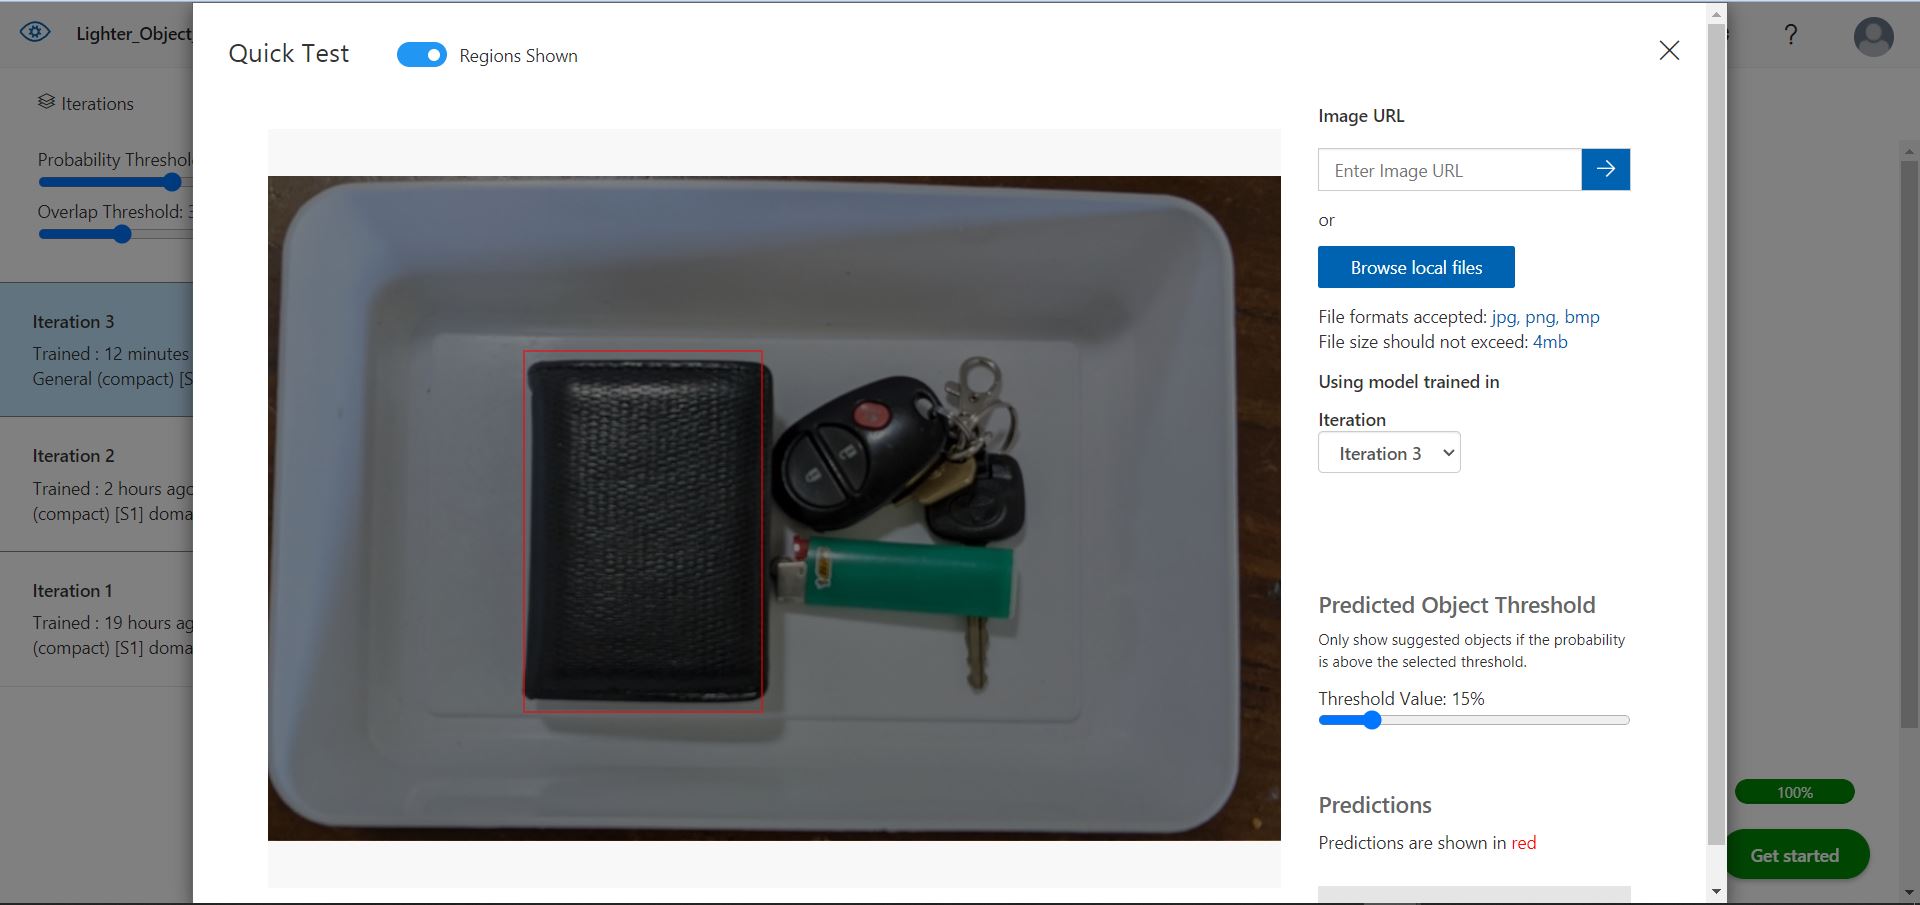 Lighter_Object_
Quick Test
Regions Shown
?
Iterations
Probability Threshol
Overlap Threshold: 3
Iteration 3
Trained : 12 minutes
General (compact) [S
Iteration 2
Trained : 2 hours ago
(compact) [S1] doma
Iteration 1
Trained : 19 hours ag
(compact) [S1] doma
Image URL
Enter Image URL
or
Browse local files
File formats accepted: jpg, png, bmp
File size should not exceed: 4mb
Using model trained in
Iteration
Iteration 3
Predicted Object Threshold
Only show suggested objects if the probability
is above the selected threshold.
Threshold Value: 15%
Predictions
Predictions are shown in red
100%
Get started